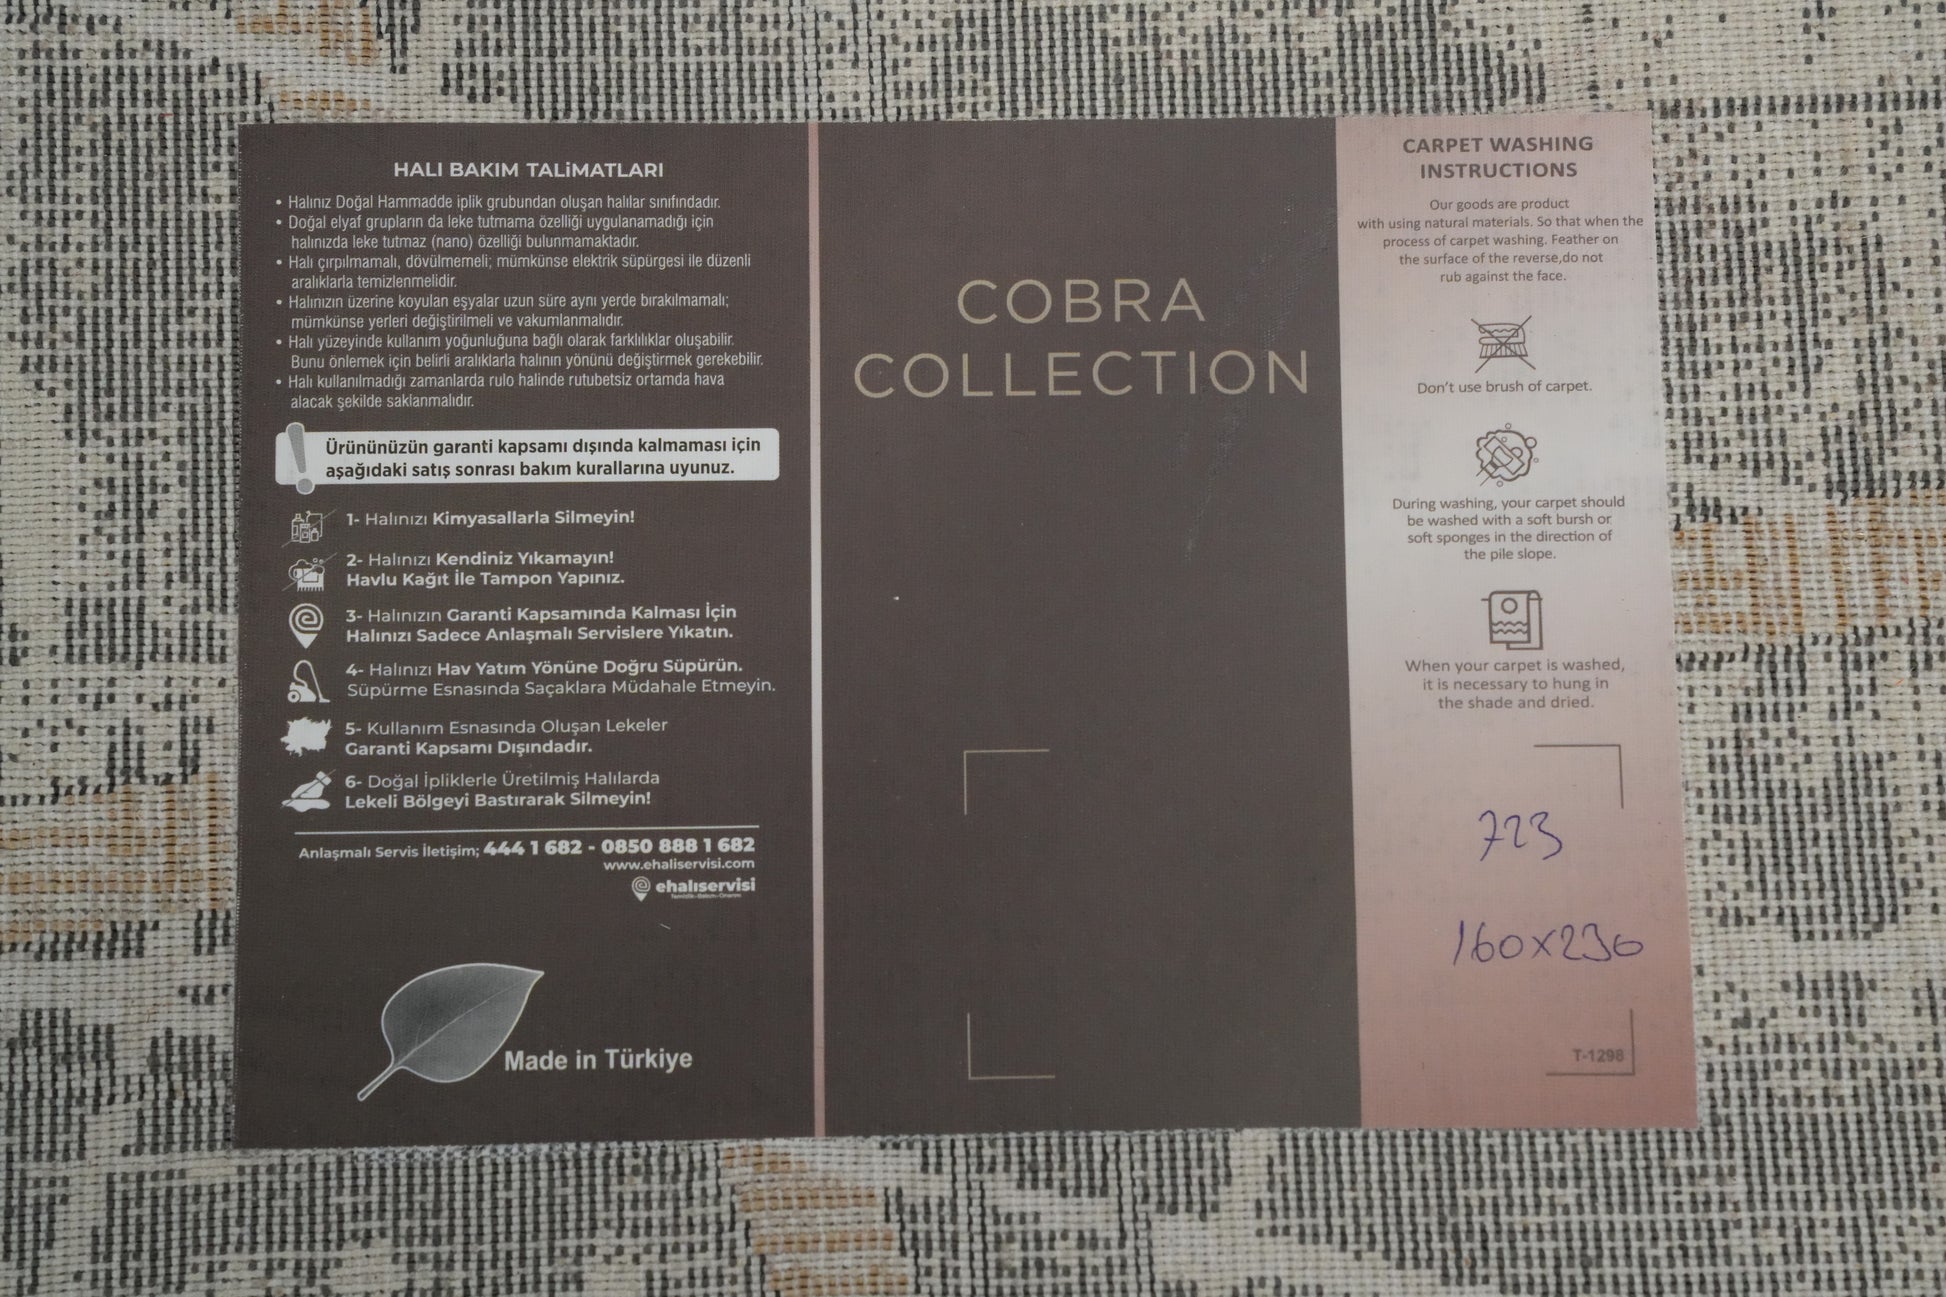 HALI BAKIM TALiMATLARI
• Halınız Doğal Hammadde iplik grubundan oluşan halılar sınıfındadır.
• Doğal elyaf grupların da leke tutmama özelliği uygulanamadığı için
halınızda leke tutmaz (nano) özelliği bulunmamaktadır.
• Halı çırpılmamalı, dövülmemeli; mümkünse elektrik süpürgesi ile düzenli
aralıklarla temizlenmelidir.
• Halınızın üzerine koyulan eşyalar uzun süre aynı yerde bırakılmamalı;
mümkünse yerleri değiştirilmeli ve vakumlanmalıdır.
• Halı yüzeyinde kullanım yoğunluğuna bağlı olarak farklılıklar oluşabilir.
Bunu önlemek için belirli aralıklarla halının yönünü değiştirmek gerekebilir.
• Halı kullanılmadığı zamanlarda rulo halinde rutubetsiz ortamda hava
alacak şekilde saklanmalıdır.
Ürününüzün garanti kapsamı dışında kalmaması için
aşağıdaki satış sonrası bakım kurallarına uyunuz.
1- Halınızı Kimyasallarla Silmeyin!
2- Halınızı Kendiniz Yıkamayın!
Havlu Kağıt İle Tampon Yapınız.
3- Halınızın Garanti Kapsamında Kalması İçin
Halınızı Sadece Anlaşmalı Servislere Yıkatın.
4- Halınızı Hav Yatım Yönüne Doğru Süpürün.
Süpürme Esnasında Saçaklara Müdahale Etmeyin.
5- Kullanım Esnasında Oluşan Lekeler
Garanti Kapsamı Dışındadır.
6- Doğal İpliklerle Üretilmiş Halılarda
Lekeli Bölgeyi Bastırarak Silmeyin!
Anlaşmalı Servis İletişim; 444 1 682 - 0850 888 1 682
www.ehaliservisi.com
ehalıservisi
Temizlik-Bakım-Onarım
Made in Türkiye
COBRA
COLLECTION
CARPET WASHING
INSTRUCTIONS
Our goods are product
with using natural materials. So that when the
process of carpet washing. Feather on
the surface of the reverse,do not
rub against the face.
Don't use brush of carpet.
During washing, your carpet should
be washed with a soft bursh or
soft sponges in the direction of
the pile slope.
When your carpet is washed,
it is necessary to hung in
the shade and dried.
723
160x230
T-1298